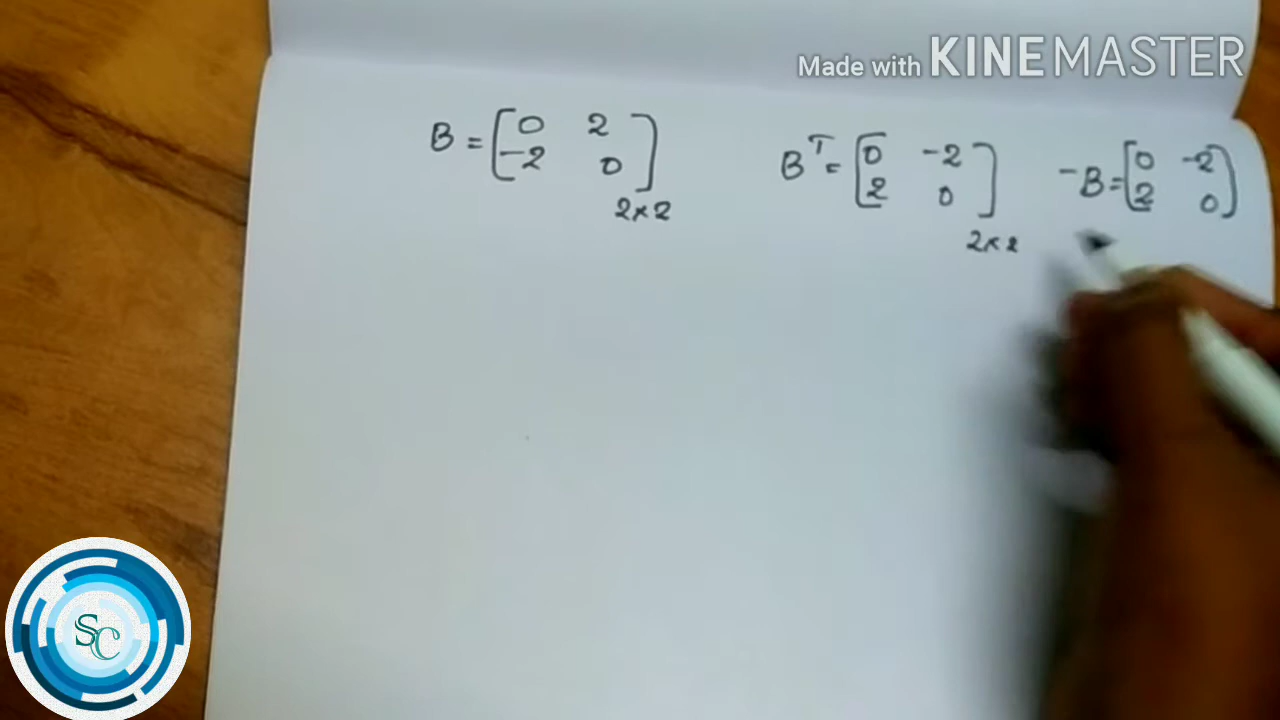 Made with KINEMASTER
B = [0 2
-2 0] 2×2
B^T = [0 -2
2 0] 2×2
-B = [0 -2
2 0]
SC